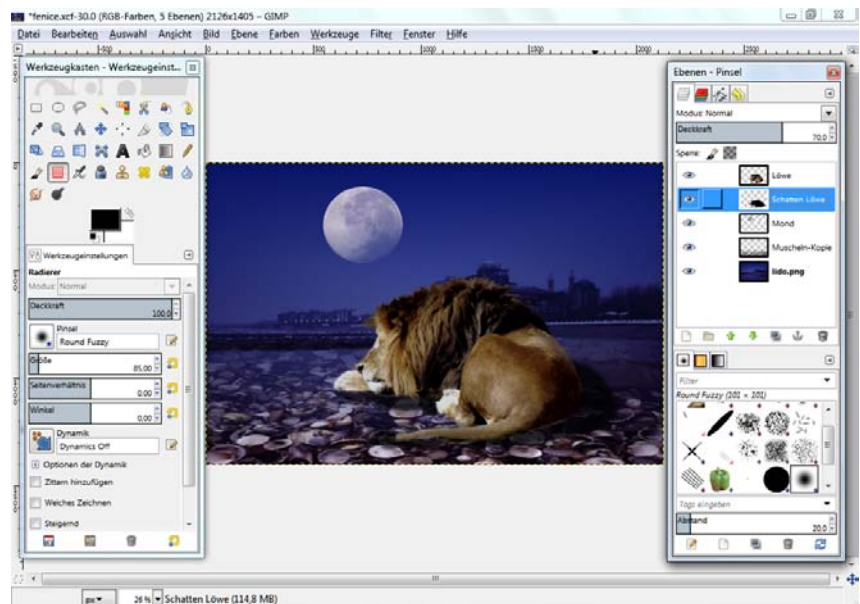 *fenice.xcf-30.0 (RGB-Farben, 5 Ebenen) 2126x1405 – GIMP
Datei Bearbeiten Auswahl Ansicht Bild Ebene Farben Werkzeuge Filter Fenster Hilfe
Werkzeugkasten - Werkzeugeinst...
Werkzeugeinstellungen
Radierer
Modus: Normal
Deckkraft
100.0
Pinsel
Round Fuzzy
Größe
85.00
Seitenverhältnis
0.00
Winkel
0.00
Dynamik
Dynamics Off
Optionen der Dynamik
Zittern hinzufügen
Weiches Zeichnen
Steigernd
Ebenen - Pinsel
Modus: Normal
Deckkraft
70.0
Sperre:
Löwe
Schatten Löwe
Mond
Muscheln-Kopie
lido.png
Filter
Round Fuzzy (101 × 101)
Tags eingeben
Abstand
20.0
px 26 % Schatten Löwe (114,8 MB)